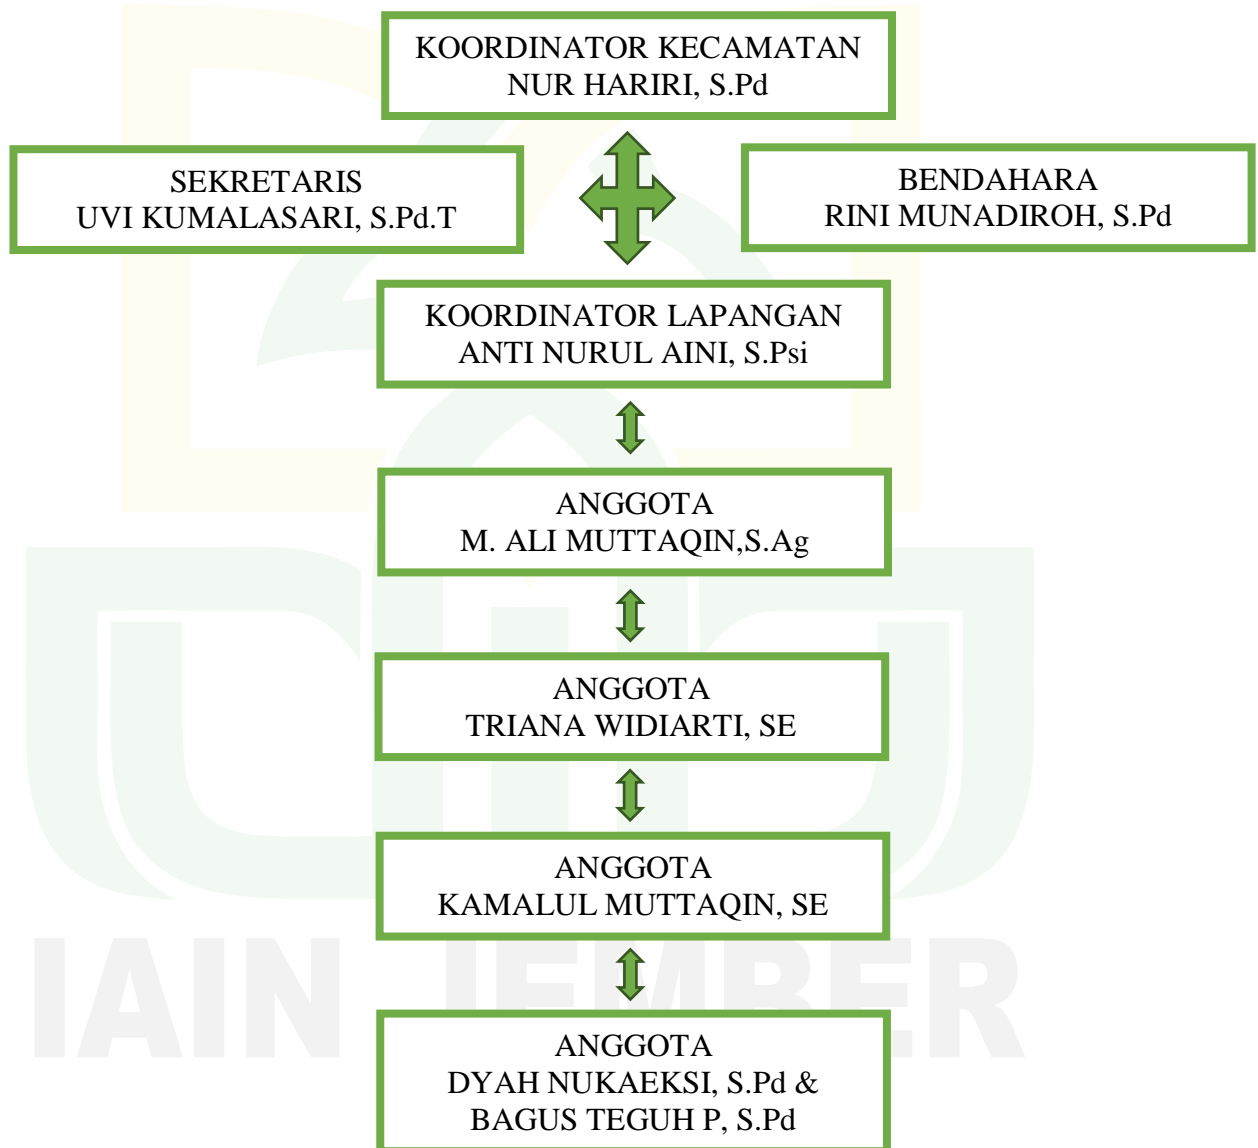 KOORDINATOR KECAMATAN
NUR HARIRI, S.Pd
SEKRETARIS
UVI KUMALASARI, S.Pd.T
BENDAHARA
RINI MUNADIROH, S.Pd
KOORDINATOR LAPANGAN
ANTI NURUL AINI, S.Psi
ANGGOTA
M. ALI MUTTAQIN,S.Ag
ANGGOTA
TRIANA WIDIARTI, SE
ANGGOTA
KAMALUL MUTTAQIN, SE
IAIN JEMBER
ANGGOTA
DYAH NUKAEKSI, S.Pd &
BAGUS TEGUH P, S.Pd